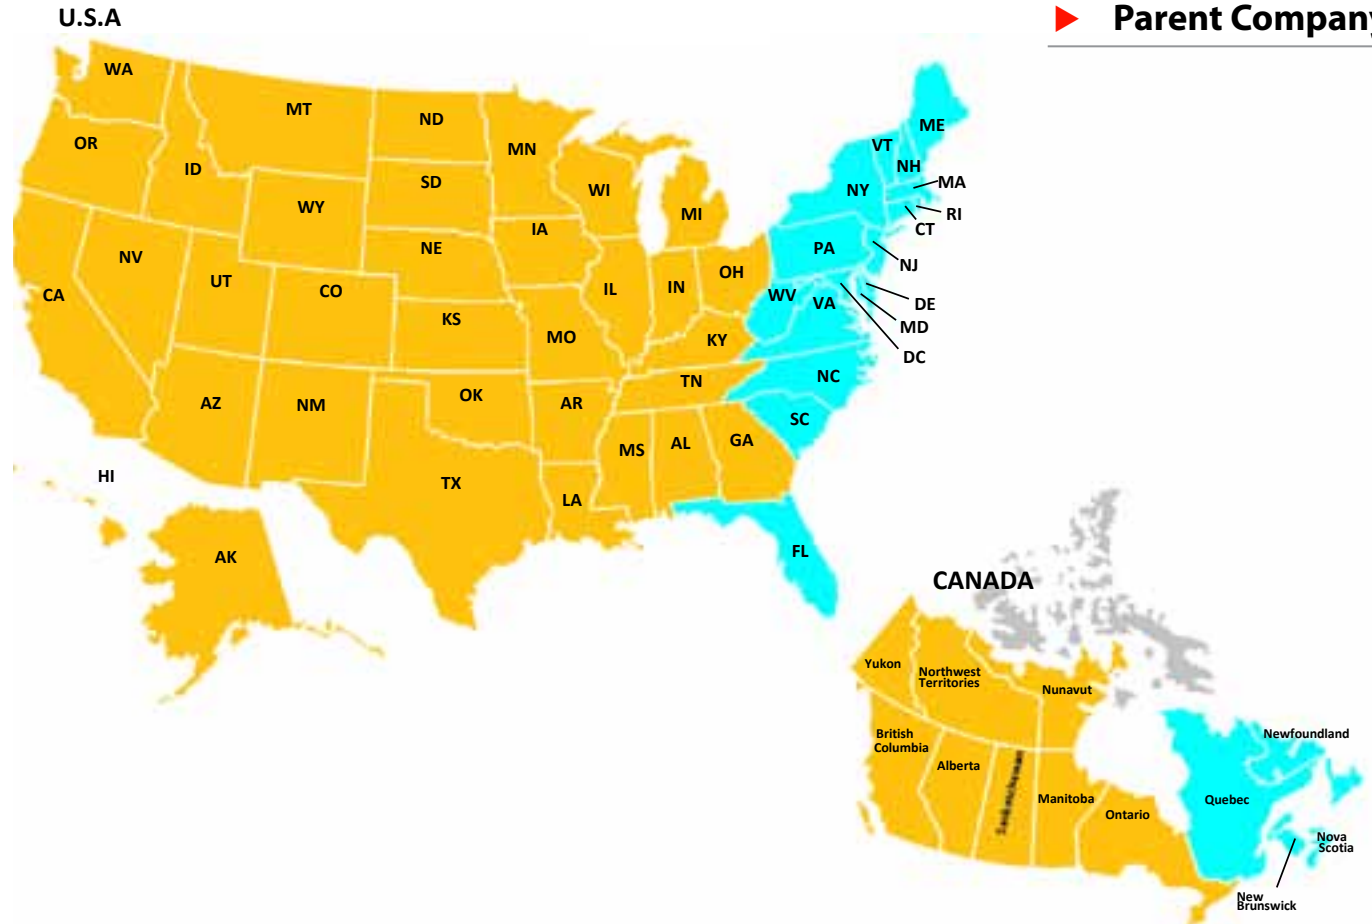 U.S.A
Parent Company
WA
MT
ND
MN
OR
ID
SD
WI
MI
WY
IA
NE
NV
UT
CO
CA
IL
IN
OH
KS
MO
KY
ME
VT
NH
MA
NY
RI
CT
PA
NJ
WV
VA
DE
MD
DC
TN
NC
OK
AR
AZ
NM
SC
MS
AL
GA
HI
TX
LA
AK
FL
CANADA
Yukon
Northwest
Territories
Nunavut
British
Columbia
Alberta
Saskatchewan
Manitoba
Ontario
Newfoundland
Quebec
Nova
Scotia
New
Brunswick